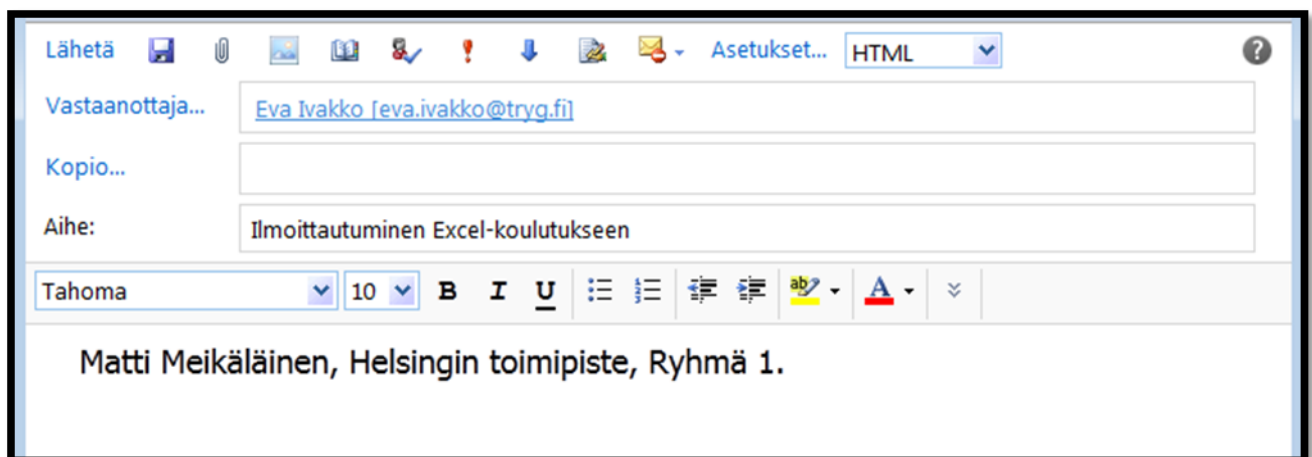 Lähetä Asetukset... HTML
Vastaanottaja... Eva Ivakko [eva.ivakko@tryg.fi]
Kopio...
Aihe: Ilmoittautuminen Excel-koulutukseen
Tahoma 10 B I U ab A
Matti Meikäläinen, Helsingin toimipiste, Ryhmä 1.